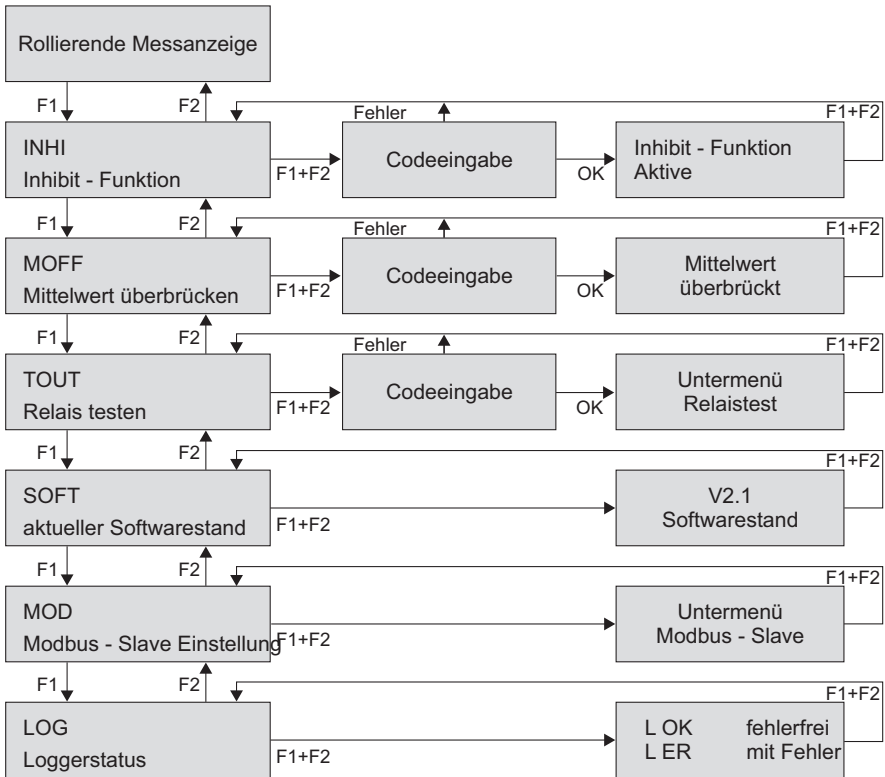 Rollierende Messanzeige
F1 F2
Fehler F1+F2
INHI
Inhibit - Funktion
F1+F2
Codeeingabe
OK
Inhibit - Funktion
Aktive
F1 F2
Fehler F1+F2
MOFF
Mittelwert überbrücken
F1+F2
Codeeingabe
OK
Mittelwert
überbrückt
F1 F2
Fehler F1+F2
TOUT
Relais testen
F1+F2
Codeeingabe
OK
Untermenü
Relaistest
F1 F2
F1+F2
SOFT
aktueller Softwarestand
F1+F2
V2.1
Softwarestand
F1 F2
F1+F2
MOD
Modbus - Slave Einstellung
F1+F2
Untermenü
Modbus - Slave
F1 F2
F1+F2
LOG
Loggerstatus
F1+F2
L OK fehlerfrei
L ER mit Fehler